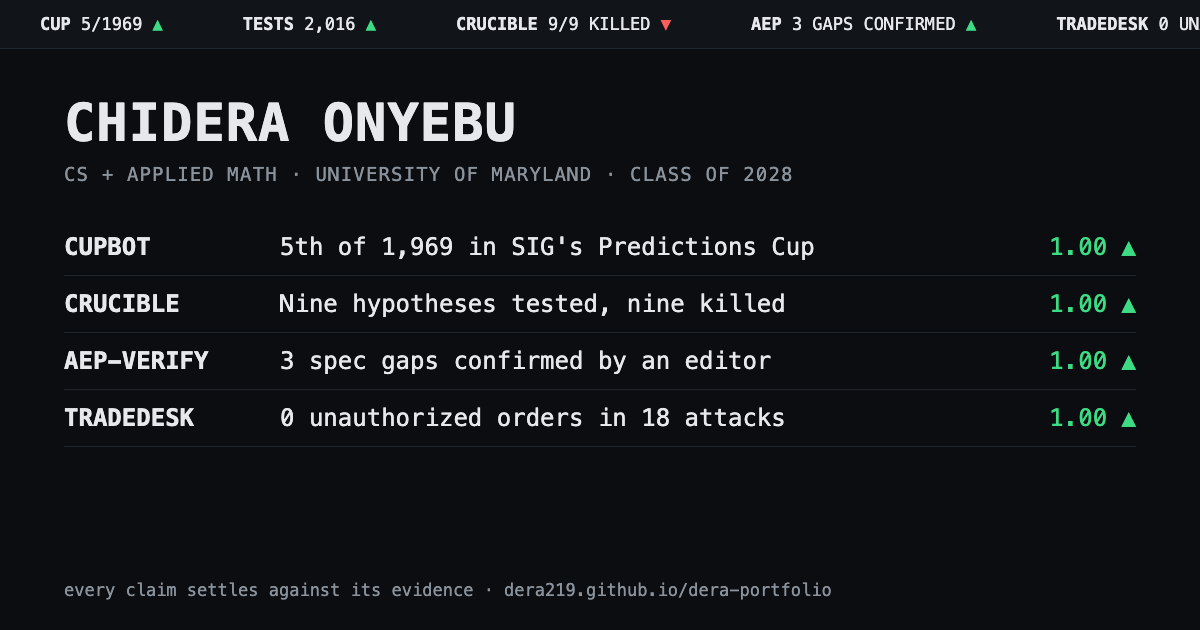 CUP 5/1969 ▲ TESTS 2,016 ▲ CRUCIBLE 9/9 KILLED ▼ AEP 3 GAPS CONFIRMED ▲ TRADEDESK 0 UN
CHIDERA ONYEBU
CS + APPLIED MATH · UNIVERSITY OF MARYLAND · CLASS OF 2028
CUPBOT 5th of 1,969 in SIG's Predictions Cup 1.00 ▲
CRUCIBLE Nine hypotheses tested, nine killed 1.00 ▲
AEP–VERIFY 3 spec gaps confirmed by an editor 1.00 ▲
TRADEDESK 0 unauthorized orders in 18 attacks 1.00 ▲
every claim settles against its evidence · dera219.github.io/dera-portfolio